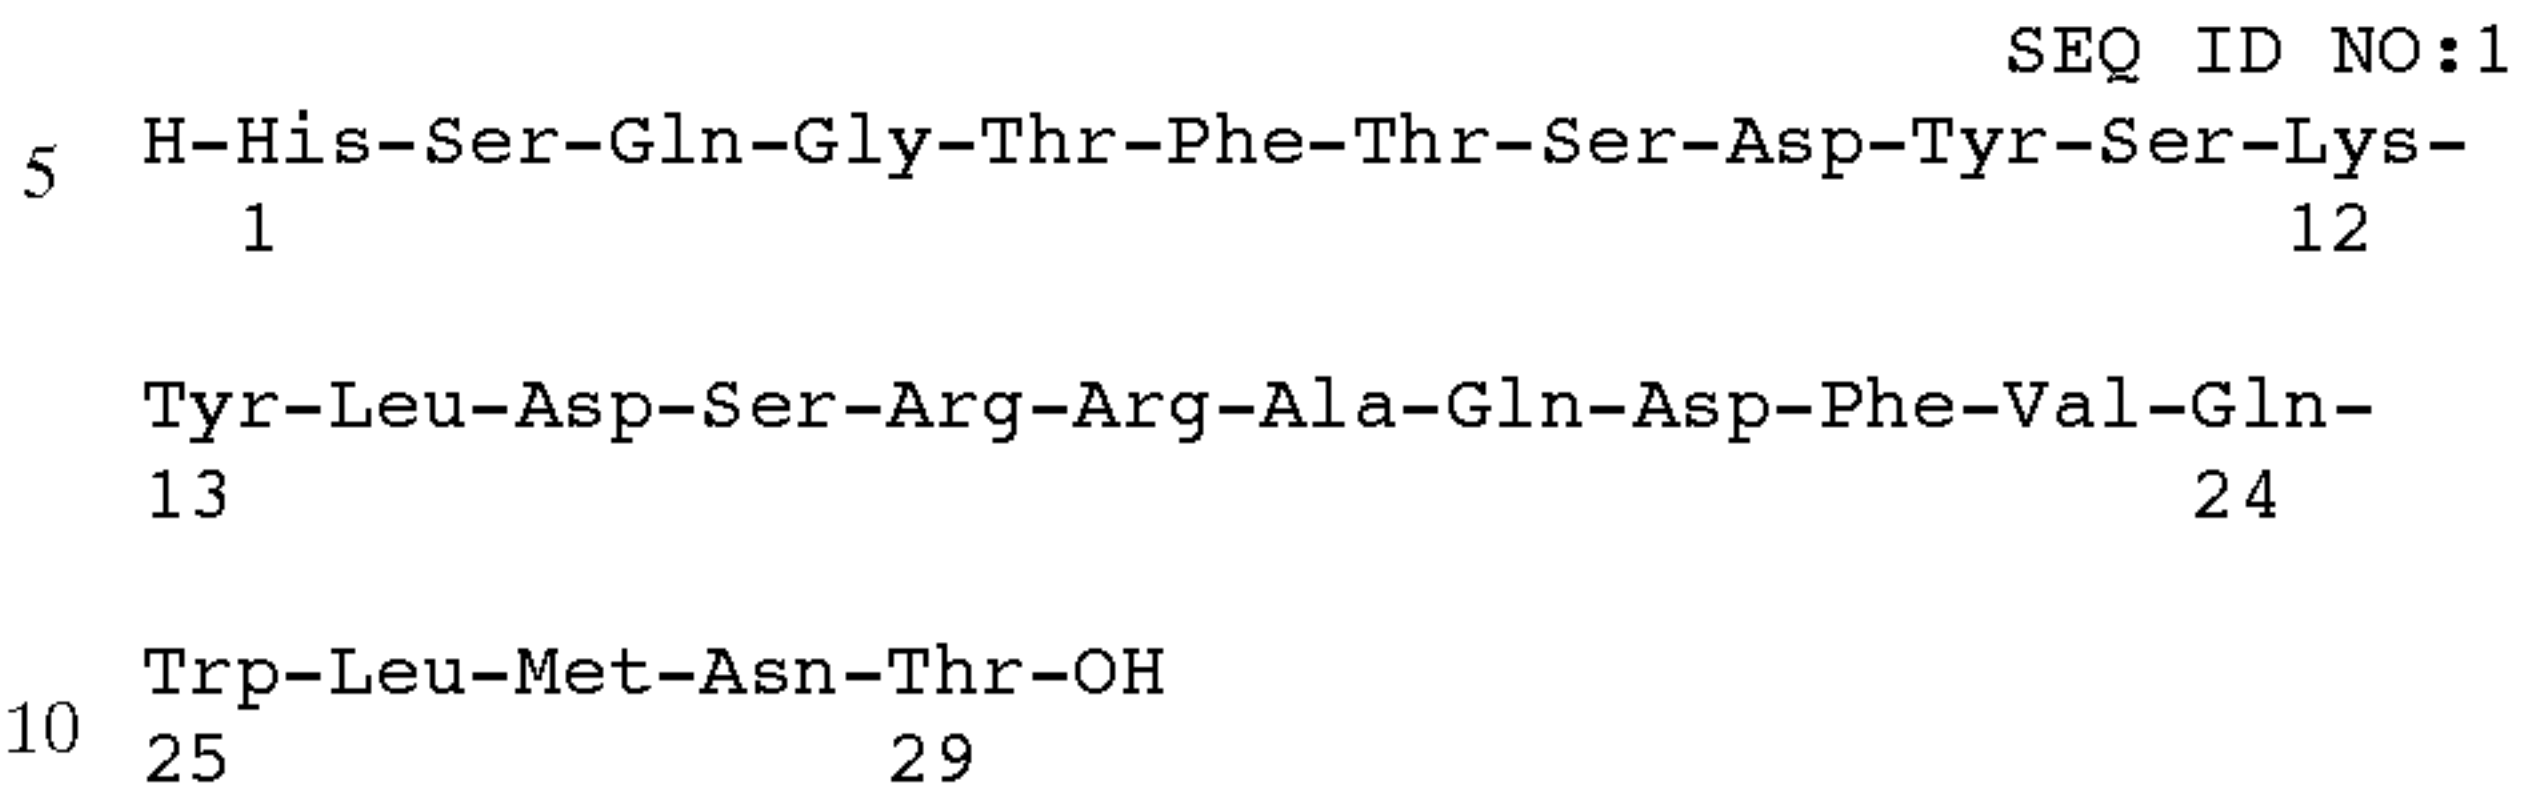 SEQ ID NO:1
5 H-His-Ser-Gln-Gly-Thr-Phe-Thr-Ser-Asp-Tyr-Ser-Lys-
1 12
Tyr-Leu-Asp-Ser-Arg-Arg-Ala-Gln-Asp-Phe-Val-Gln-
13 24
Trp-Leu-Met-Asn-Thr-OH
10
25 29